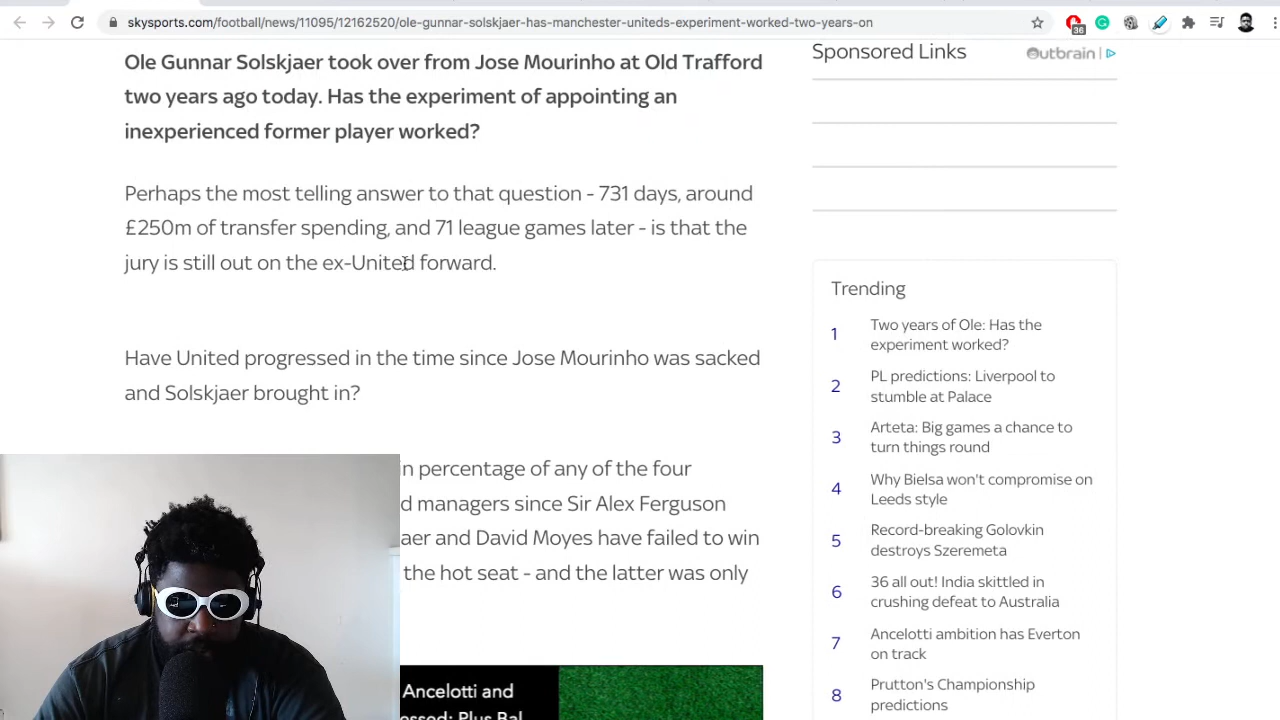 skysports.com/football/news/11095/12162520/ole-gunnar-solskjaer-has-manchester-uniteds-experiment-worked-two-years-on
36
Ole Gunnar Solskjaer took over from Jose Mourinho at Old Trafford
two years ago today. Has the experiment of appointing an
inexperienced former player worked?
Perhaps the most telling answer to that question - 731 days, around
£250m of transfer spending, and 71 league games later - is that the
jury is still out on the ex-United forward.
Have United progressed in the time since Jose Mourinho was sacked
and Solskjaer brought in?
in percentage of any of the four
d managers since Sir Alex Ferguson
aer and David Moyes have failed to win
the hot seat - and the latter was only
Ancelotti and
Sponsored Links
Outbrain
Trending
1 Two years of Ole: Has the
experiment worked?
2 PL predictions: Liverpool to
stumble at Palace
3 Arteta: Big games a chance to
turn things round
4 Why Bielsa won't compromise on
Leeds style
5 Record-breaking Golovkin
destroys Szeremeta
6 36 all out! India skittled in
crushing defeat to Australia
7 Ancelotti ambition has Everton
on track
8 Prutton's Championship
predictions